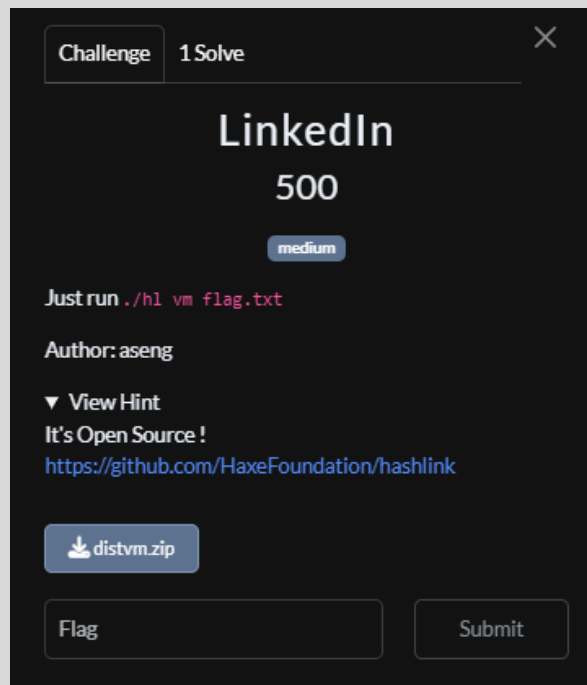 Challenge
1 Solve
LinkedIn
500
medium
Just run ./hl vm flag.txt
Author: aseng
▼ View Hint
It's Open Source !
https://github.com/HaxeFoundation/hashlink
distvm.zip
Flag
Submit